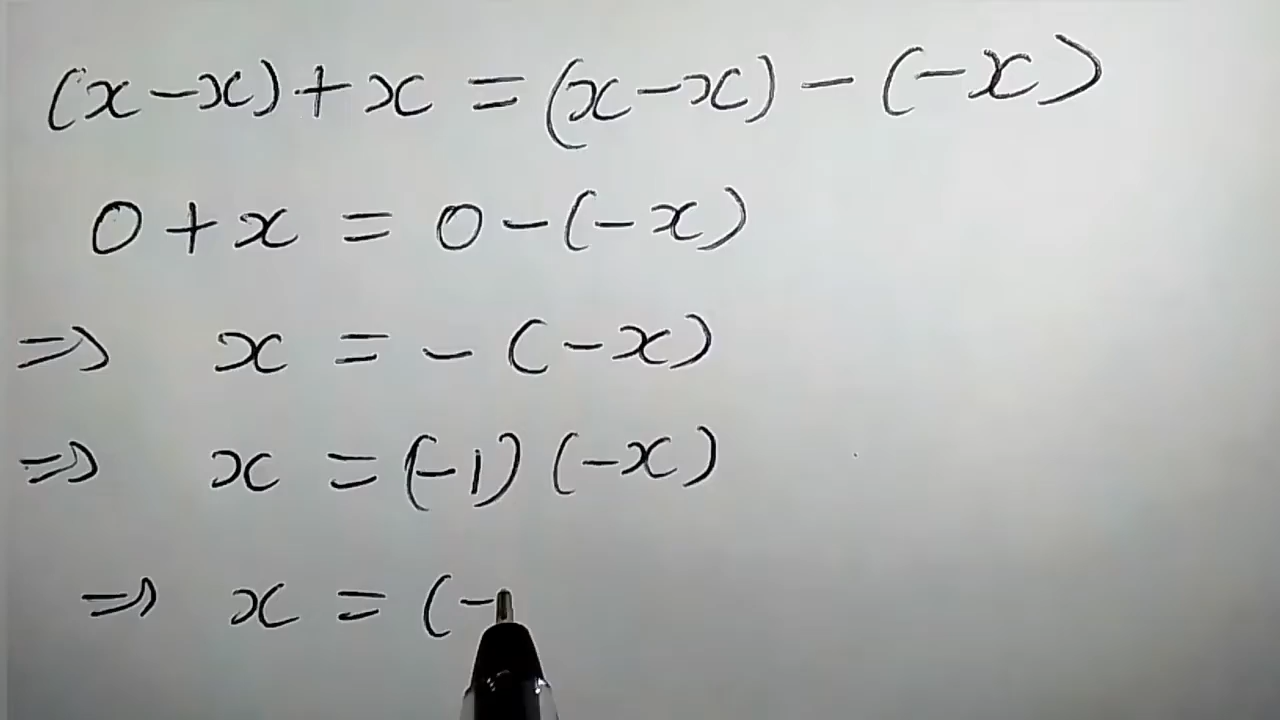 (x-x)+x = (x-x)-(-x)
0+x = 0-(-x)
⇒ x = -(-x)
⇒ x = (-1)(-x)
⇒ x = (-